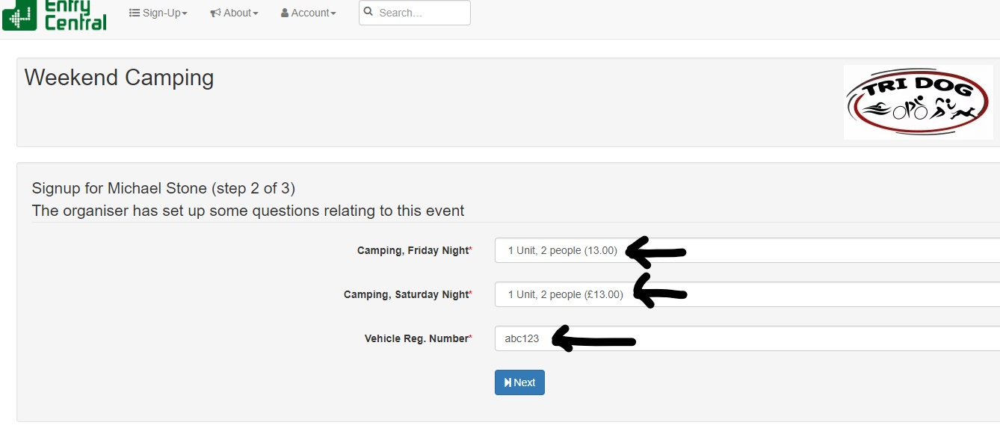 Entry
Central
Sign-Up
About
Account
Search...
Weekend Camping
TRI DOG
Signup for Michael Stone (step 2 of 3)
The organiser has set up some questions relating to this event
Camping, Friday Night* 1 Unit, 2 people (13.00)
Camping, Saturday Night* 1 Unit, 2 people (£13.00)
Vehicle Reg. Number* abc123
Next